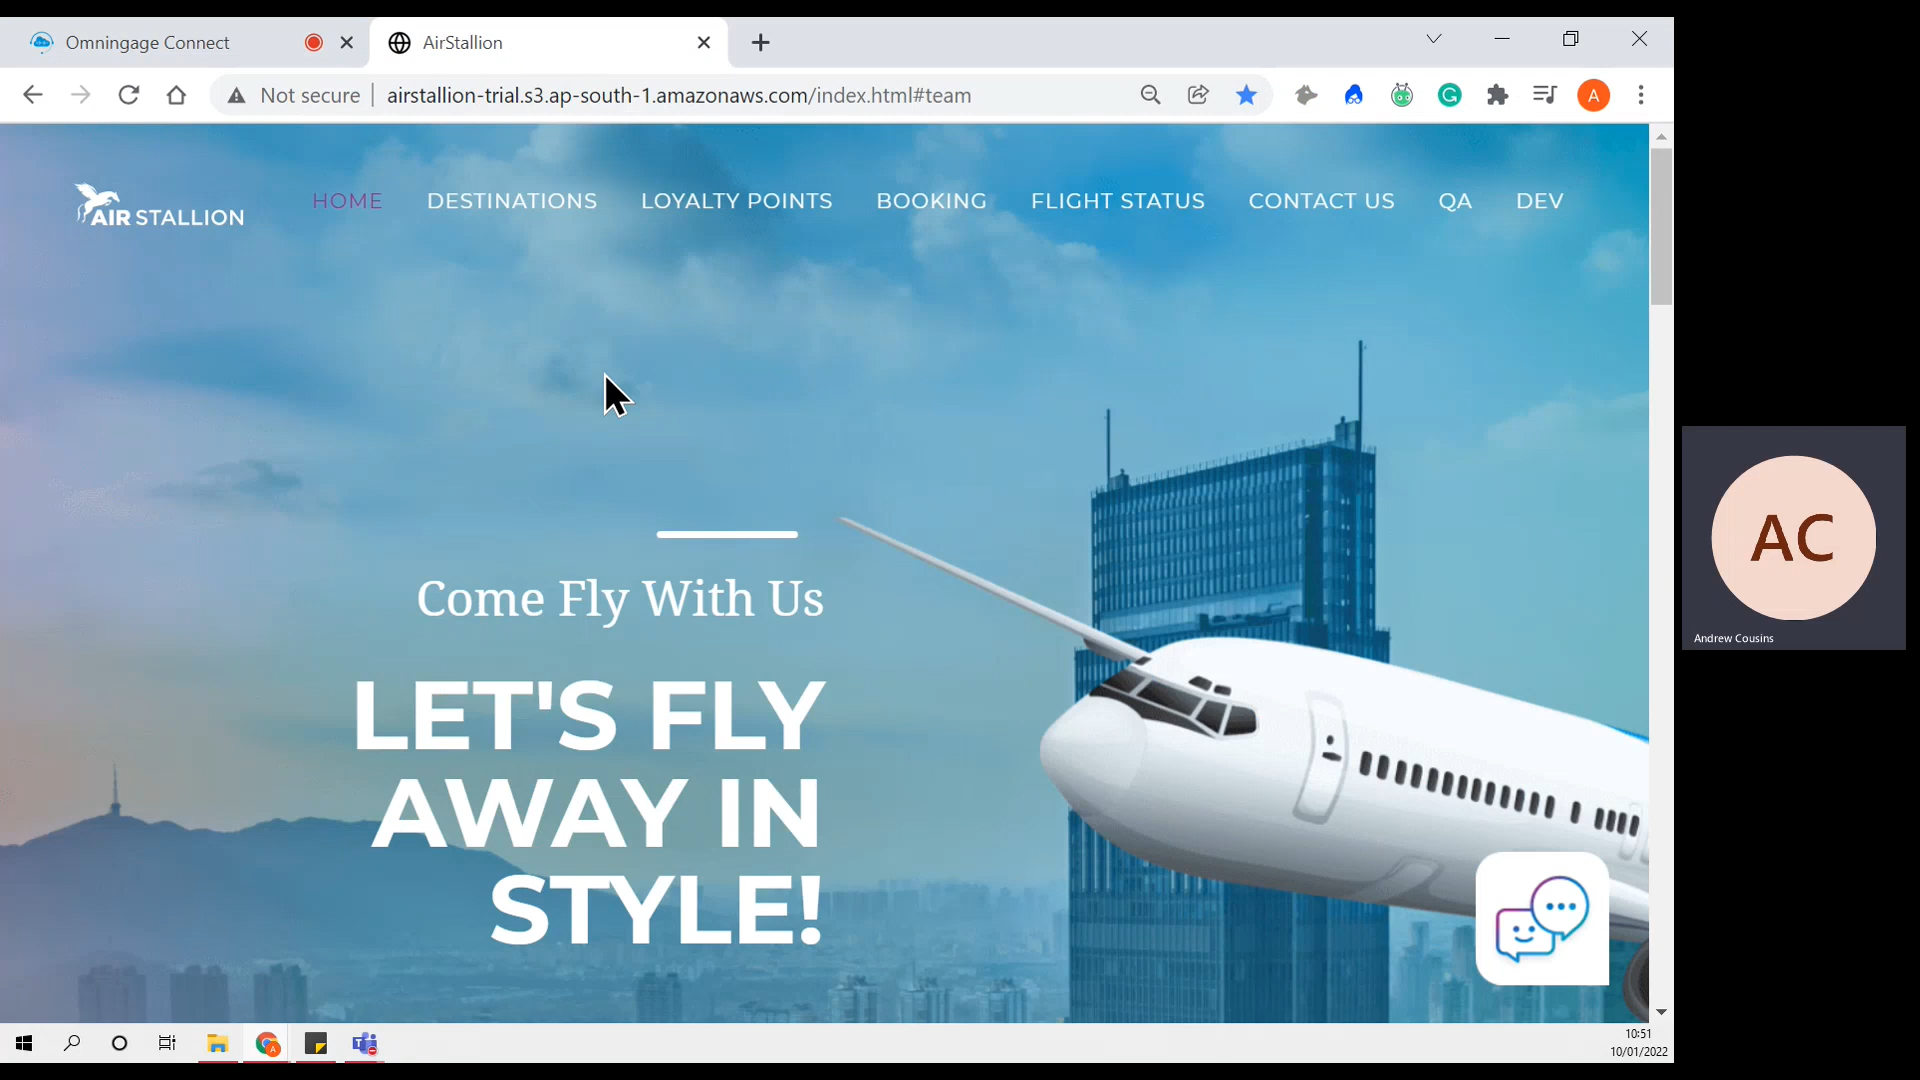 Omningage Connect
AirStallion
Not secure
airstallion-trial.s3.ap-south-1.amazonaws.com/index.html#team
A
AIR STALLION
HOME
DESTINATIONS
LOYALTY POINTS
BOOKING
FLIGHT STATUS
CONTACT US
QA
DEV
Come Fly With Us
LET'S FLY
AWAY IN
STYLE!
AC
Andrew Cousins
10:51
10/01/2022